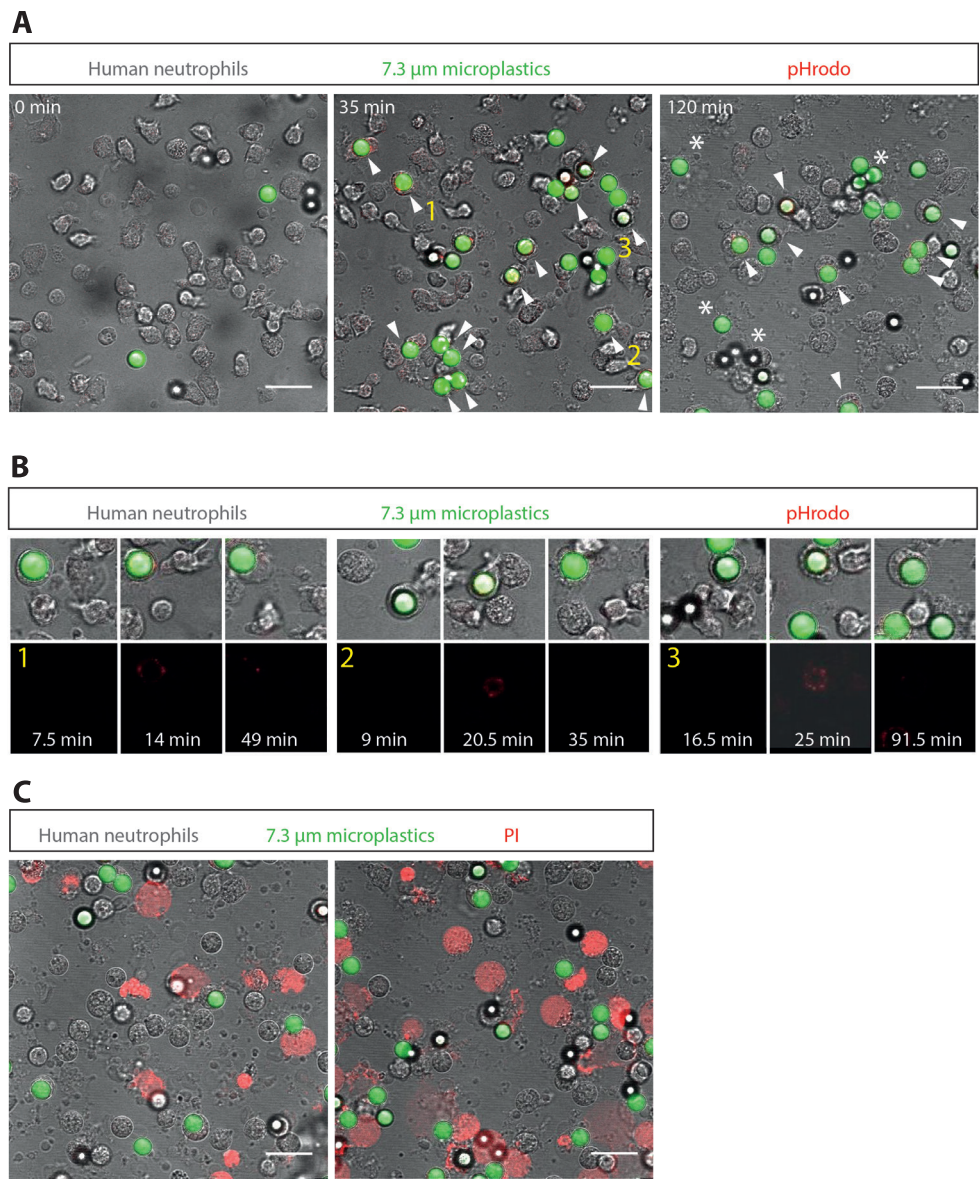 A
Human neutrophils 7.3 µm microplastics pHrodo
0 min 35 min 120 min
* *
1
3
* *
2
B
Human neutrophils 7.3 µm microplastics pHrodo
1 2 3
7.5 min 14 min 49 min 9 min 20.5 min 35 min 16.5 min 25 min 91.5 min
C
Human neutrophils 7.3 µm microplastics PI